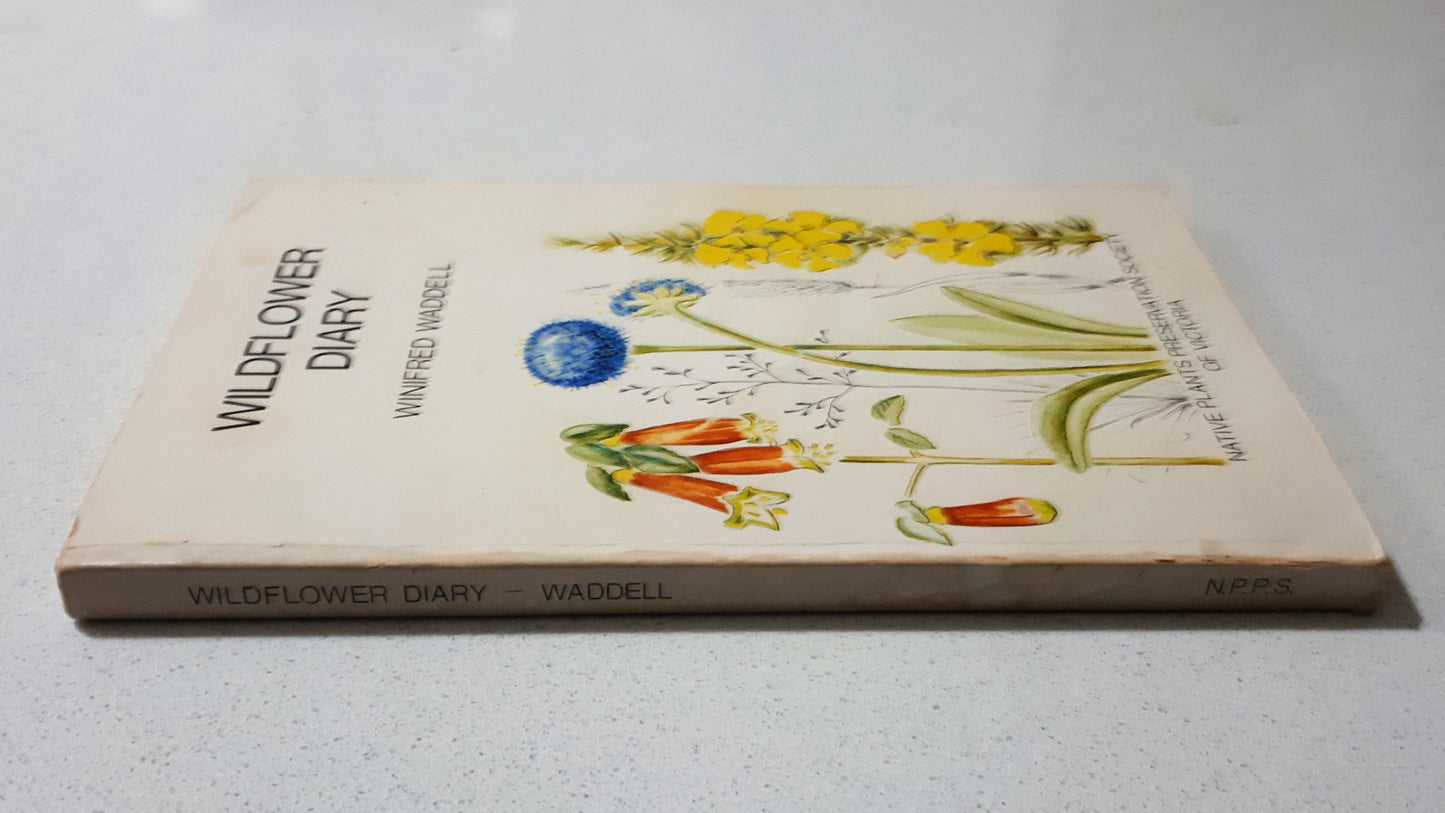 WILDFLOWER
DIARY
WINIFRED WADDELL
NATIVE PLANTS PRESERVATION SOCIETY
OF VICTORIA
WILDFLOWER DIARY – WADDELL
N.P.P.S.